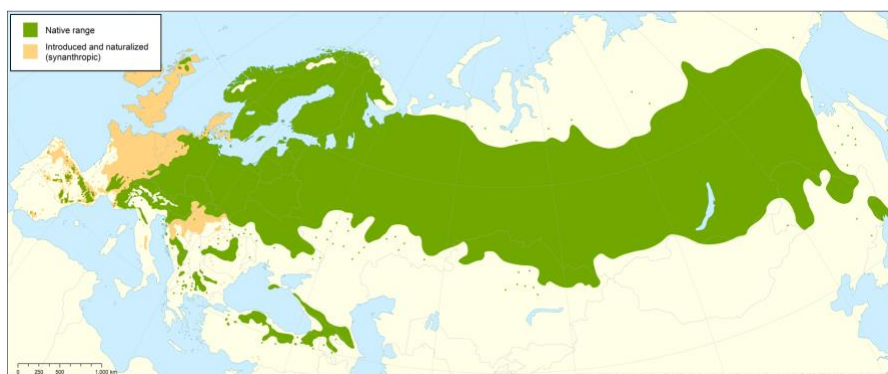 Native range
Introduced and naturalized
(synanthropic)
0 250 500 1,000 km